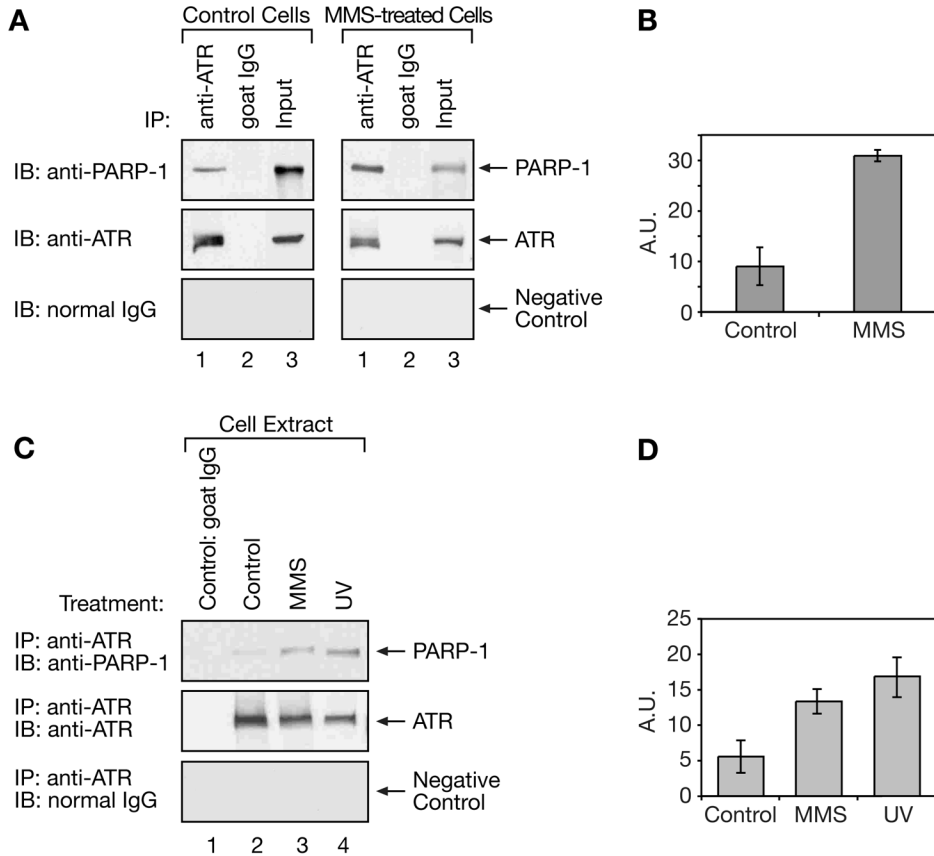 A
Control Cells
MMS-treated Cells
IP:
anti-ATR
goat IgG
Input
anti-ATR
goat IgG
Input
IB: anti-PARP-1
PARP-1
IB: anti-ATR
ATR
IB: normal IgG
Negative
Control
1 2 3 1 2 3
B
A.U.
30
20
10
0
Control MMS
C
Cell Extract
Treatment:
Control: goat IgG
Control
MMS
UV
IP: anti-ATR
IB: anti-PARP-1
PARP-1
IP: anti-ATR
IB: anti-ATR
ATR
IP: anti-ATR
IB: normal IgG
Negative
Control
1 2 3 4
D
A.U.
25
20
15
10
5
0
Control MMS UV